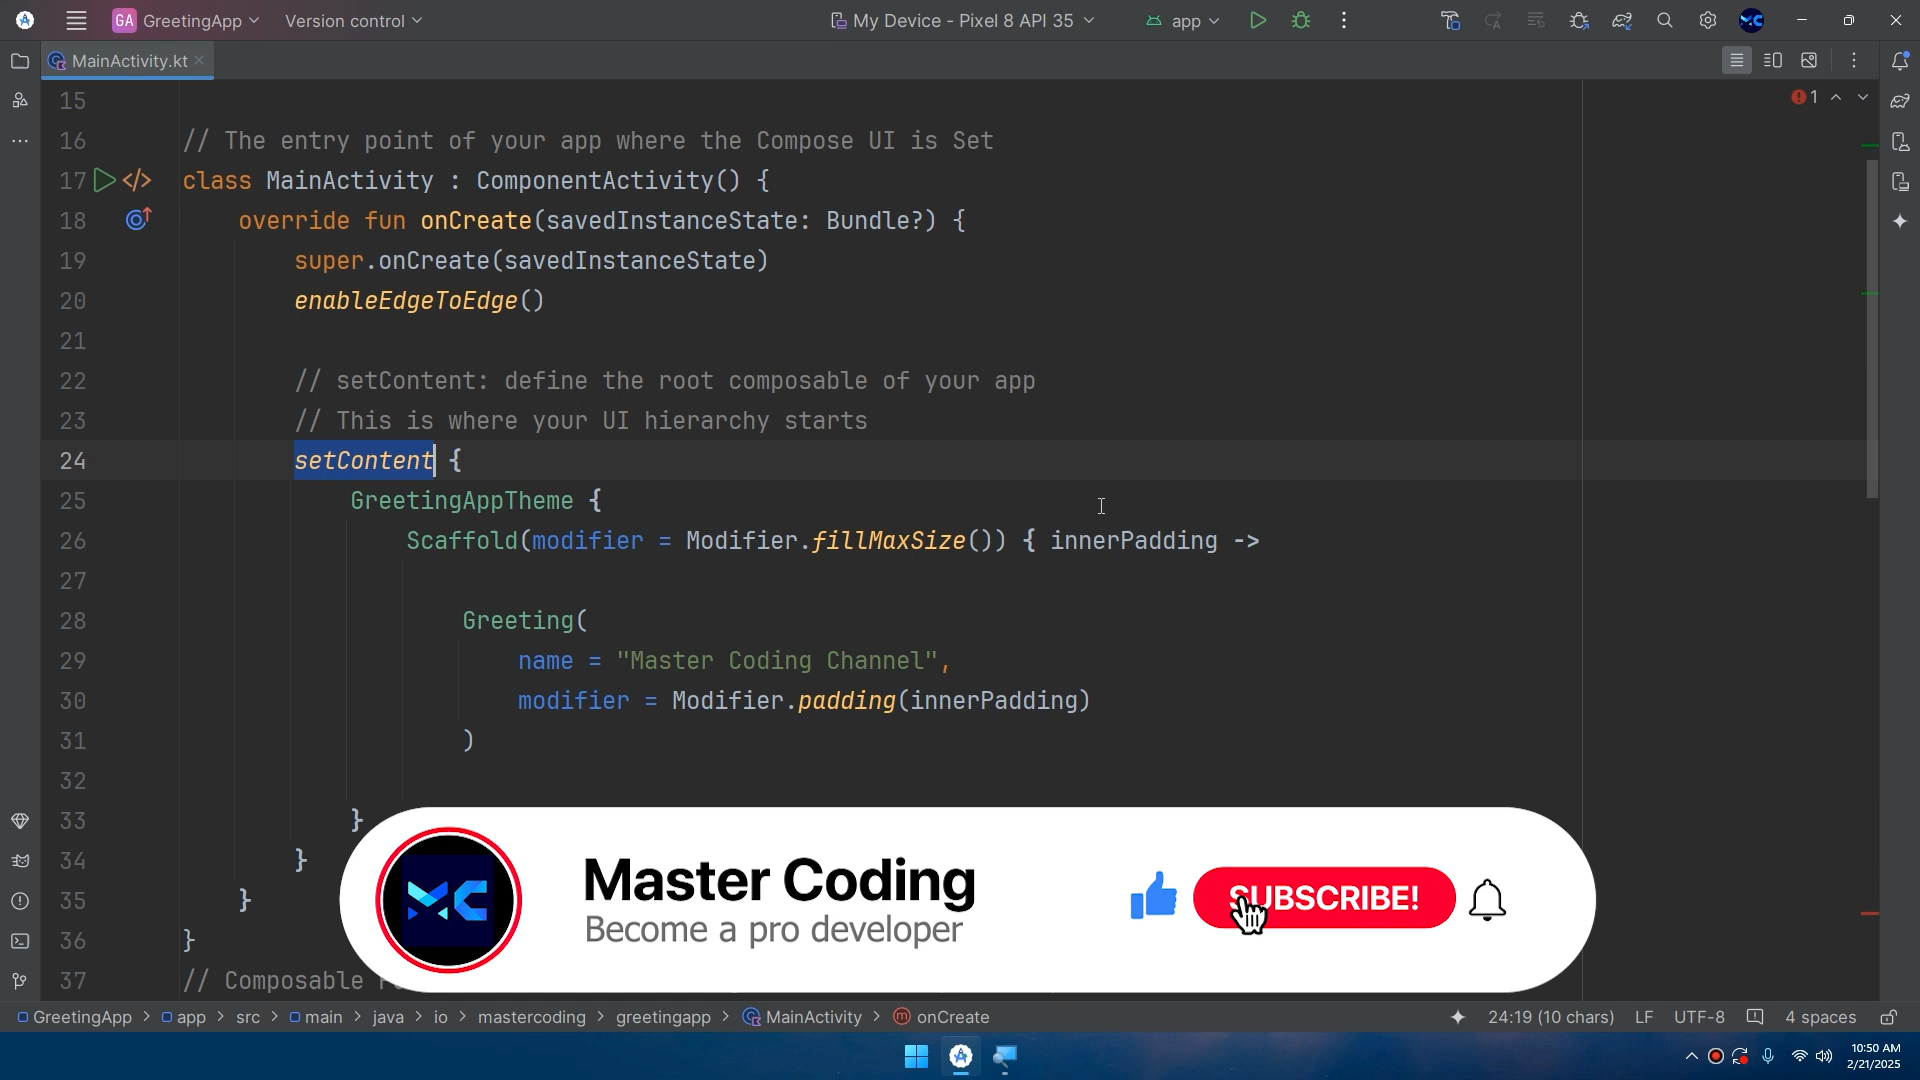 GA GreetingApp Version control My Device - Pixel 8 API 35 app
MainActivity.kt
1
15
16 // The entry point of your app where the Compose UI is Set
17 </> class MainActivity : ComponentActivity() {
18 override fun onCreate(savedInstanceState: Bundle?) {
19 super.onCreate(savedInstanceState)
20 enableEdgeToEdge()
21
22 // setContent: define the root composable of your app
23 // This is where your UI hierarchy starts
24 setContent {
25 GreetingAppTheme {
26 Scaffold(modifier = Modifier.fillMaxSize()) { innerPadding ->
27
28 Greeting(
29 name = "Master Coding Channel",
30 modifier = Modifier.padding(innerPadding)
31 )
32
33 }
34 }
35 }
36 }
37 // Composable
Master Coding
Become a pro developer
SUBSCRIBE!
GreetingApp > app > src > main > java > io > mastercoding > greetingapp > MainActivity > onCreate 24:19 (10 chars) LF UTF-8 4 spaces
10:50 AM
2/21/2025